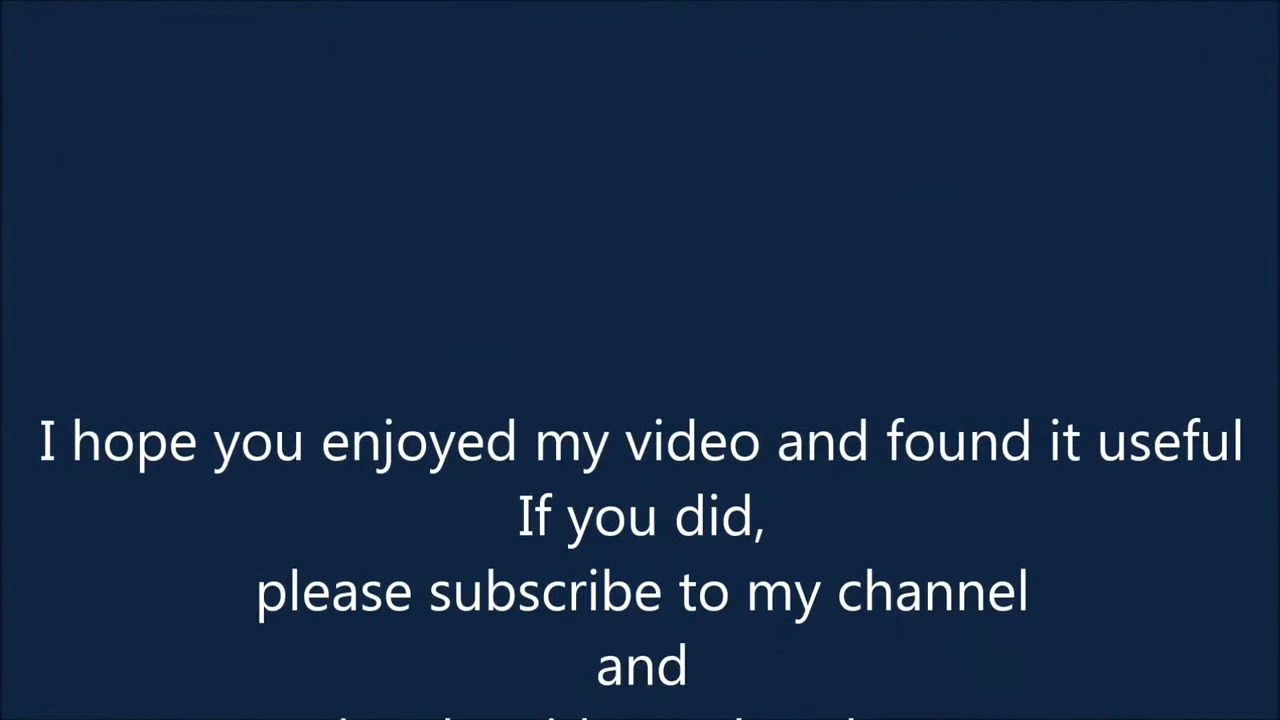 I hope you enjoyed my video and found it useful
If you did,
please subscribe to my channel
and